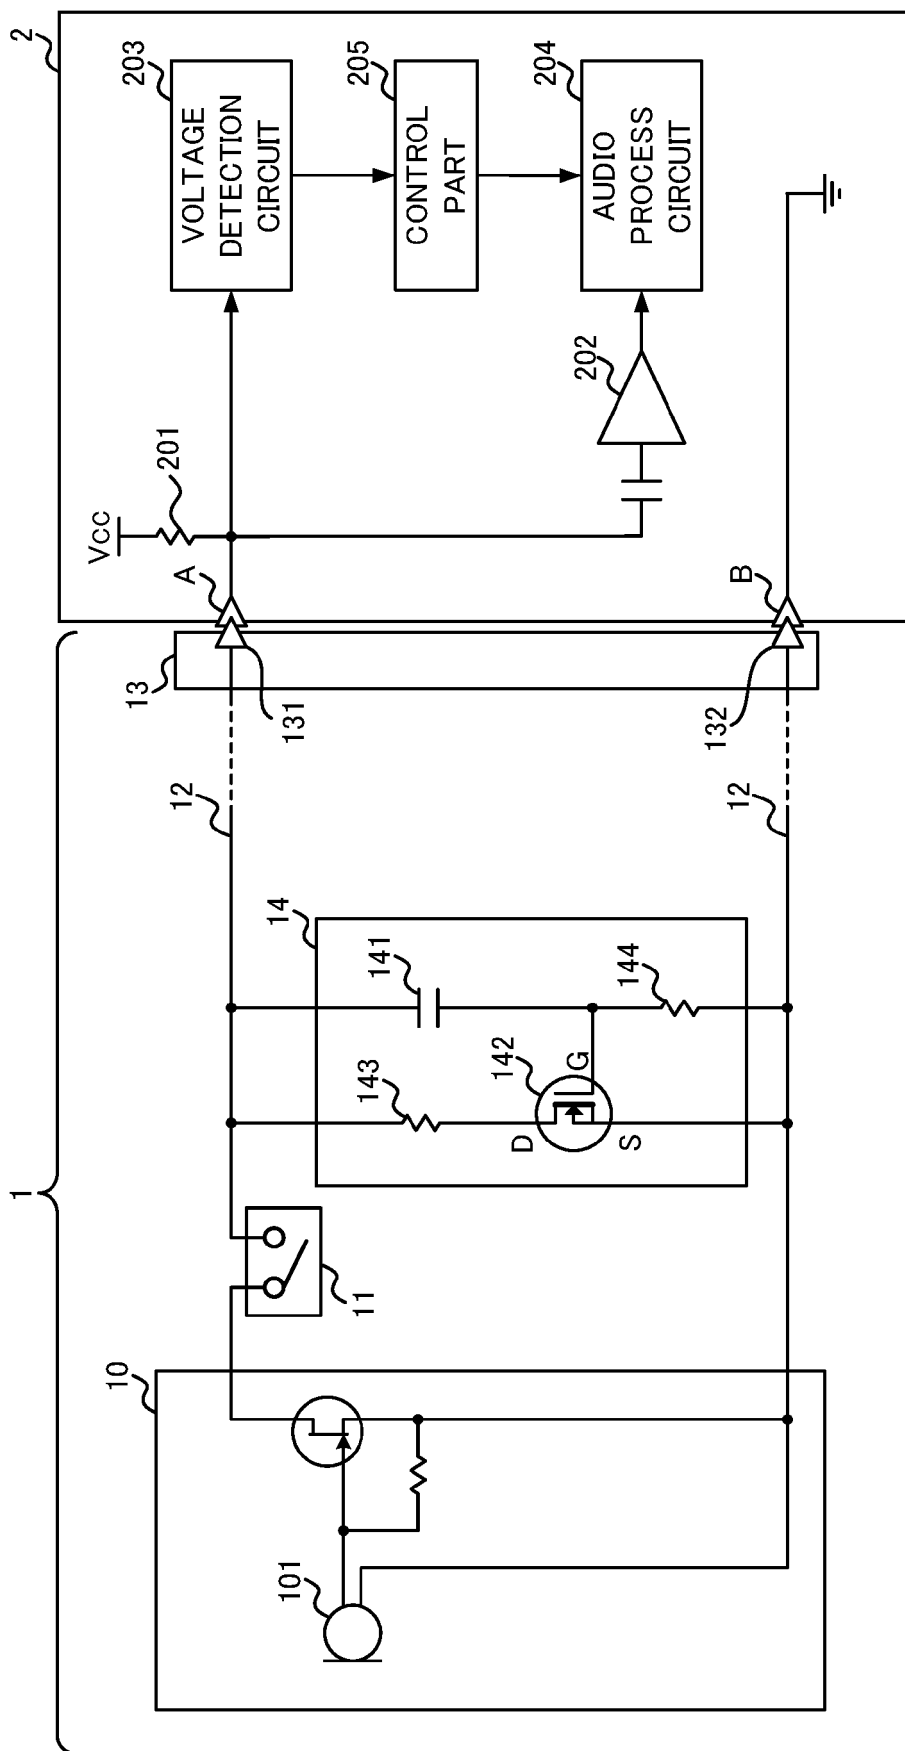 1
2
10
101
11
12
12
13
131
132
14
141
142
143
144
D
G
S
A
B
Vcc
201
202
203
VOLTAGE
DETECTION
CIRCUIT
205
CONTROL
PART
204
AUDIO
PROCESS
CIRCUIT